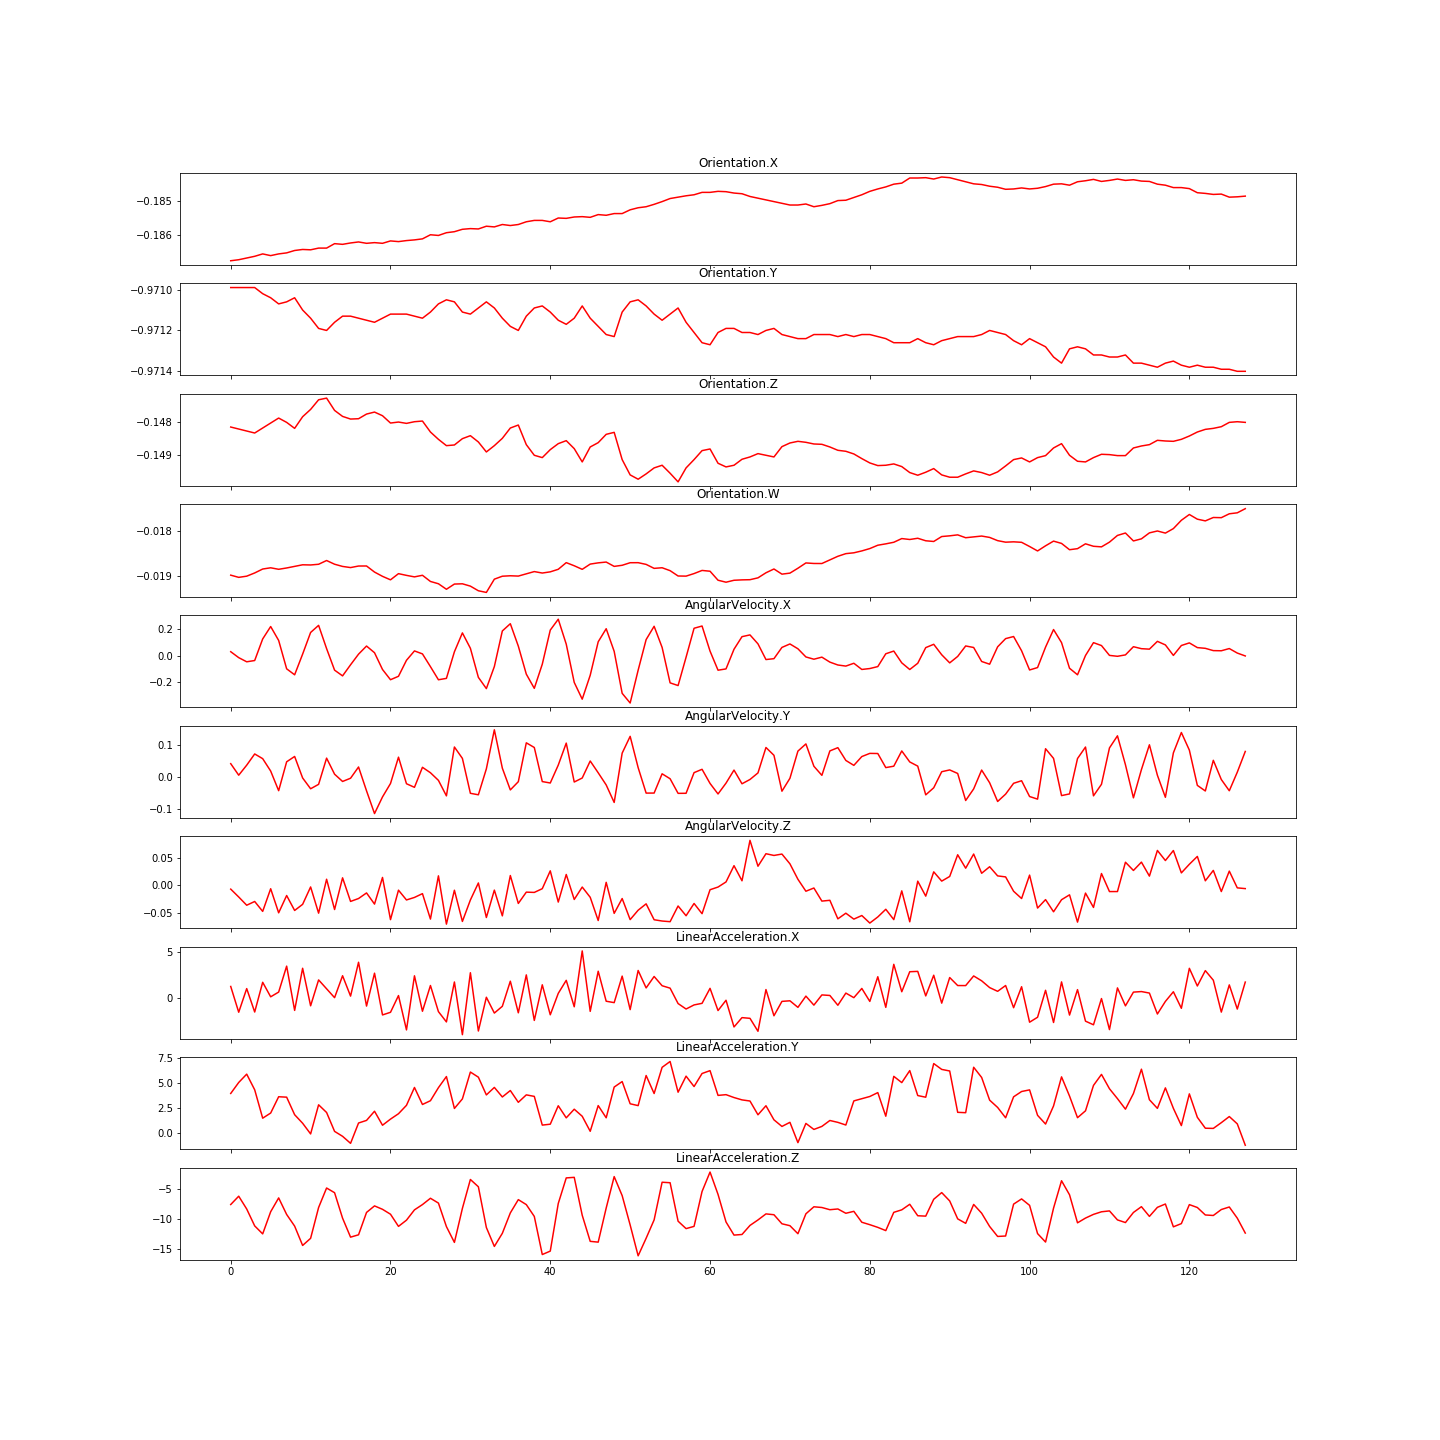 Orientation.X
−0.185
−0.186
Orientation.Y
−0.9710
−0.9712
−0.9714
Orientation.Z
−0.148
−0.149
Orientation.W
−0.018
−0.019
AngularVelocity.X
0.2
0.0
−0.2
AngularVelocity.Y
0.1
0.0
−0.1
AngularVelocity.Z
0.05
0.00
−0.05
LinearAcceleration.X
5
0
LinearAcceleration.Y
7.5
5.0
2.5
0.0
LinearAcceleration.Z
−5
−10
−15
0 20 40 60 80 100 120